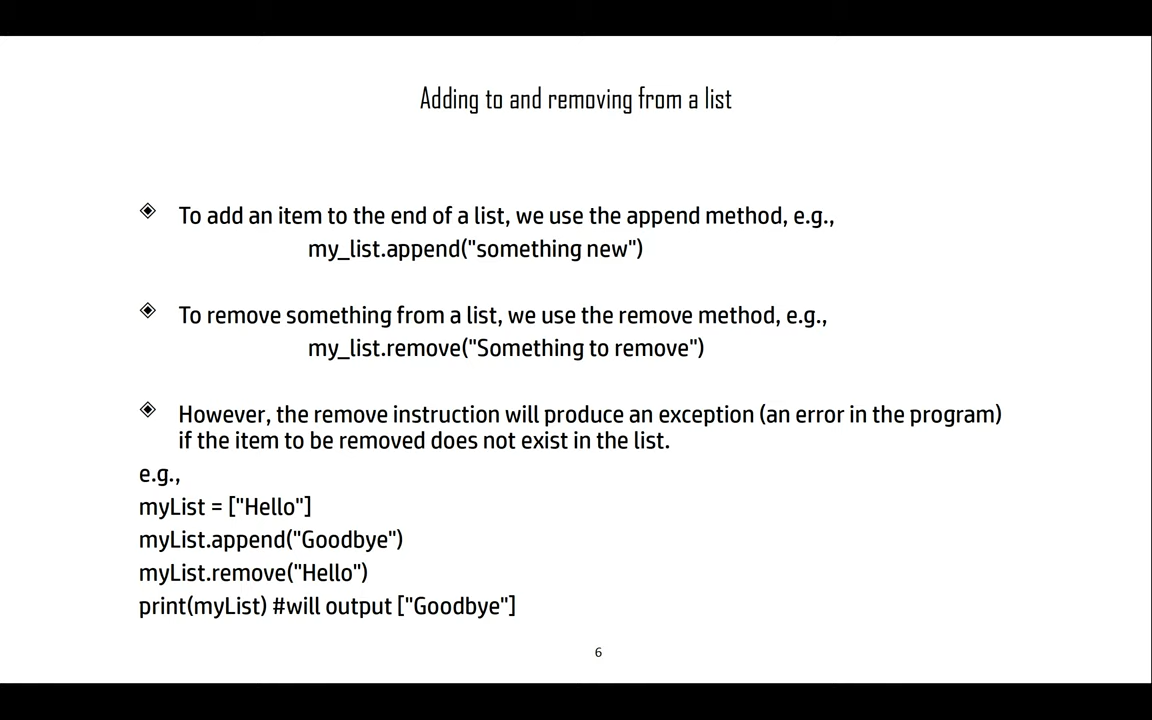 Adding to and removing from a list
To add an item to the end of a list, we use the append method, e.g.,
my_list.append("something new")
To remove something from a list, we use the remove method, e.g.,
my_list.remove("Something to remove")
However, the remove instruction will produce an exception (an error in the program)
if the item to be removed does not exist in the list.
e.g.,
myList = ["Hello"]
myList.append("Goodbye")
myList.remove("Hello")
print(myList) #will output ["Goodbye"]
6